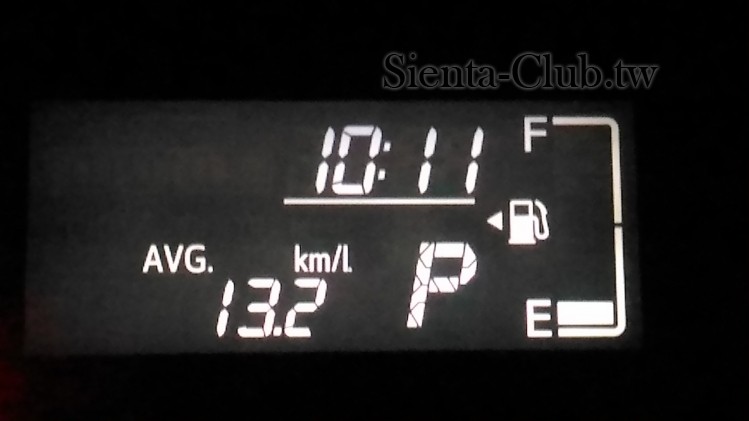 Sienta-Club.tw
10:11
F
AVG. km/l
13.2
P
E